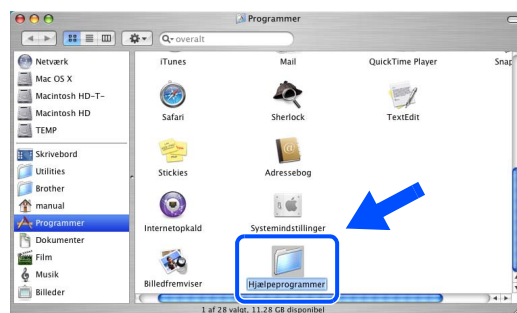 Programmer
overalt
Netværk
Mac OS X
Macintosh HD-T-
Macintosh HD
TEMP
Skrivebord
Utilities
Brother
manual
Programmer
Dokumenter
Film
Musik
Billeder
iTunes
Mail
QuickTime Player
Snap
Safari
Sherlock
TextEdit
Stickies
Adressebog
Internetopkald
Systemindstillinger
Billedfremviser
Hjælpeprogrammer
1 af 28 valgt, 11.28 GB disponibel